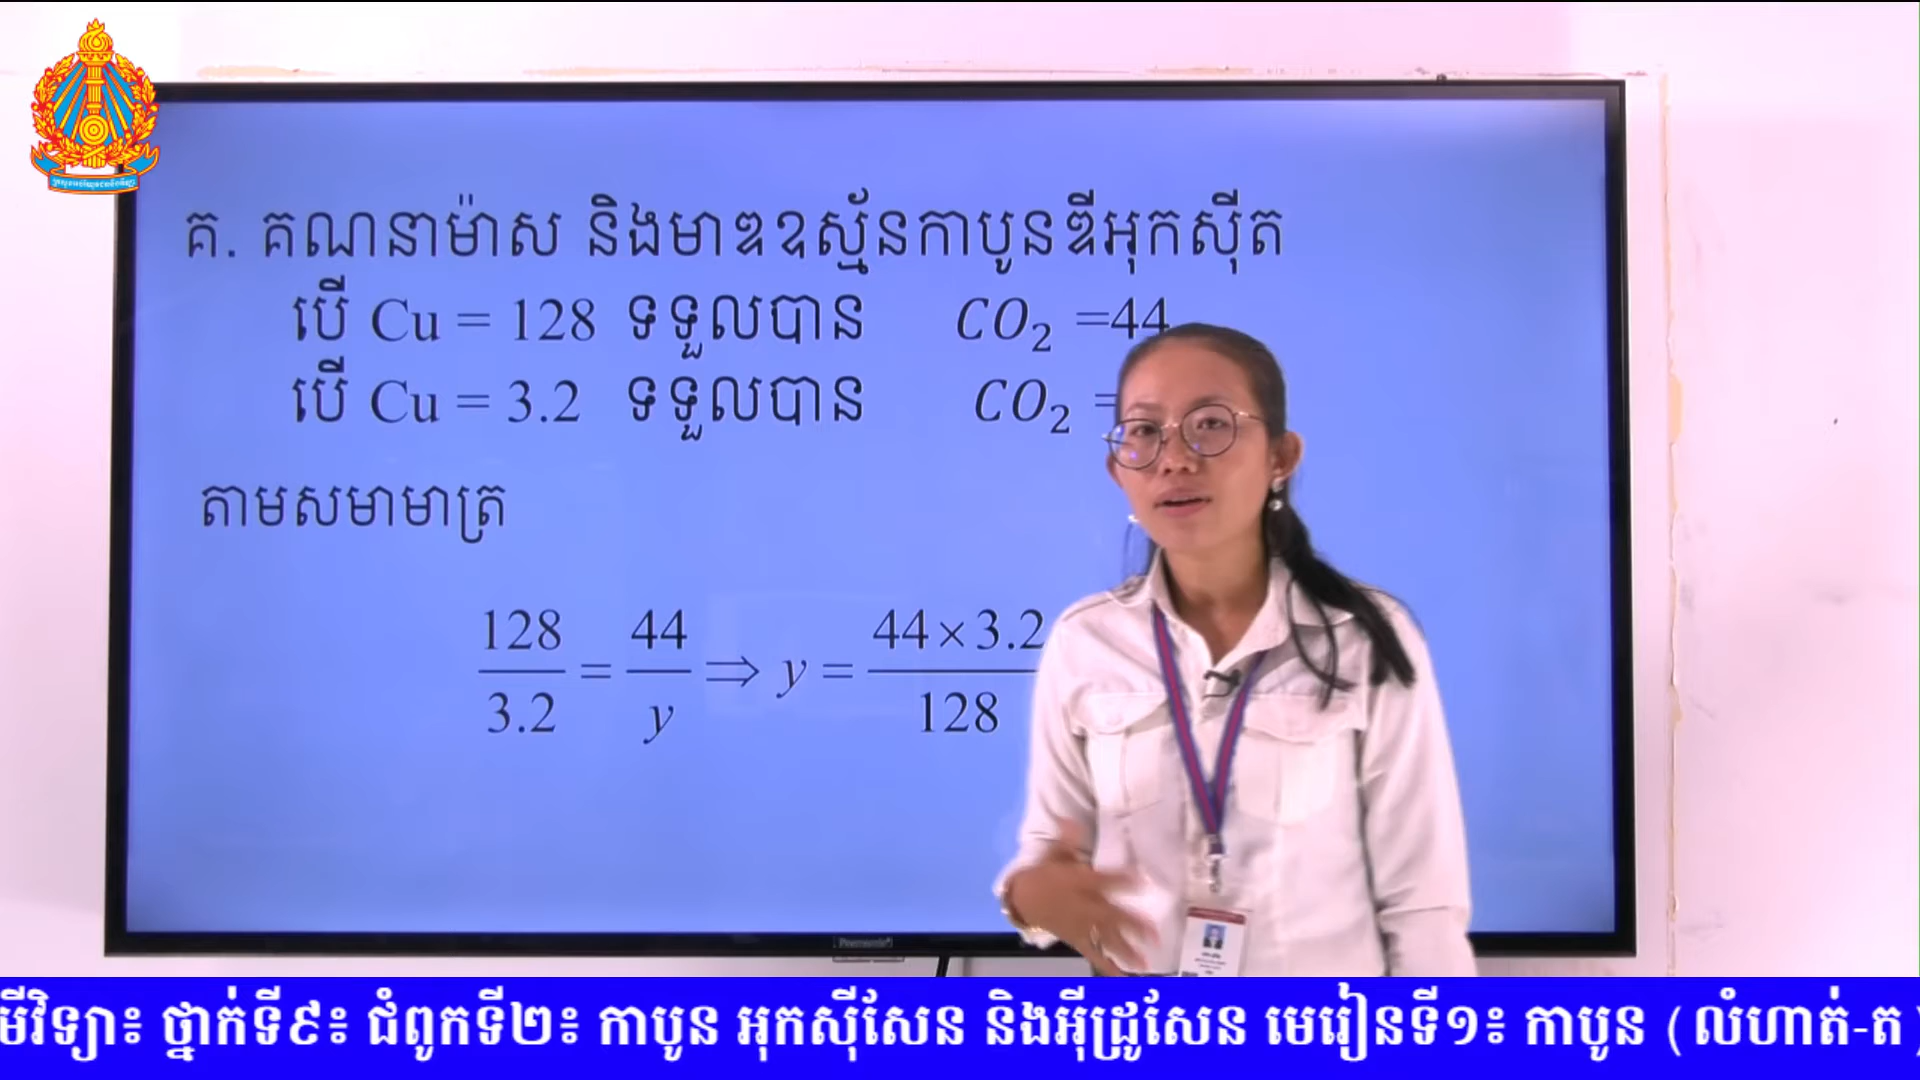 គ. គណនាម៉ាស និងមាឌឧស្ម័នកាបូនឌីអុកស៊ីត
បើ Cu = 128 ទទួលបាន CO₂ =44
បើ Cu = 3.2 ទទួលបាន CO₂ =
តាមសមាមាត្រ
128/3.2 = 44/y ⇒ y = 44×3.2/128
មីវិទ្យា៖ ថ្នាក់ទី៩៖ ជំពូកទី២៖ កាបូន អុកស៊ីសែន និងអ៊ីដ្រូសែន មេរៀនទី១៖ កាបូន (លំហាត់-ត)